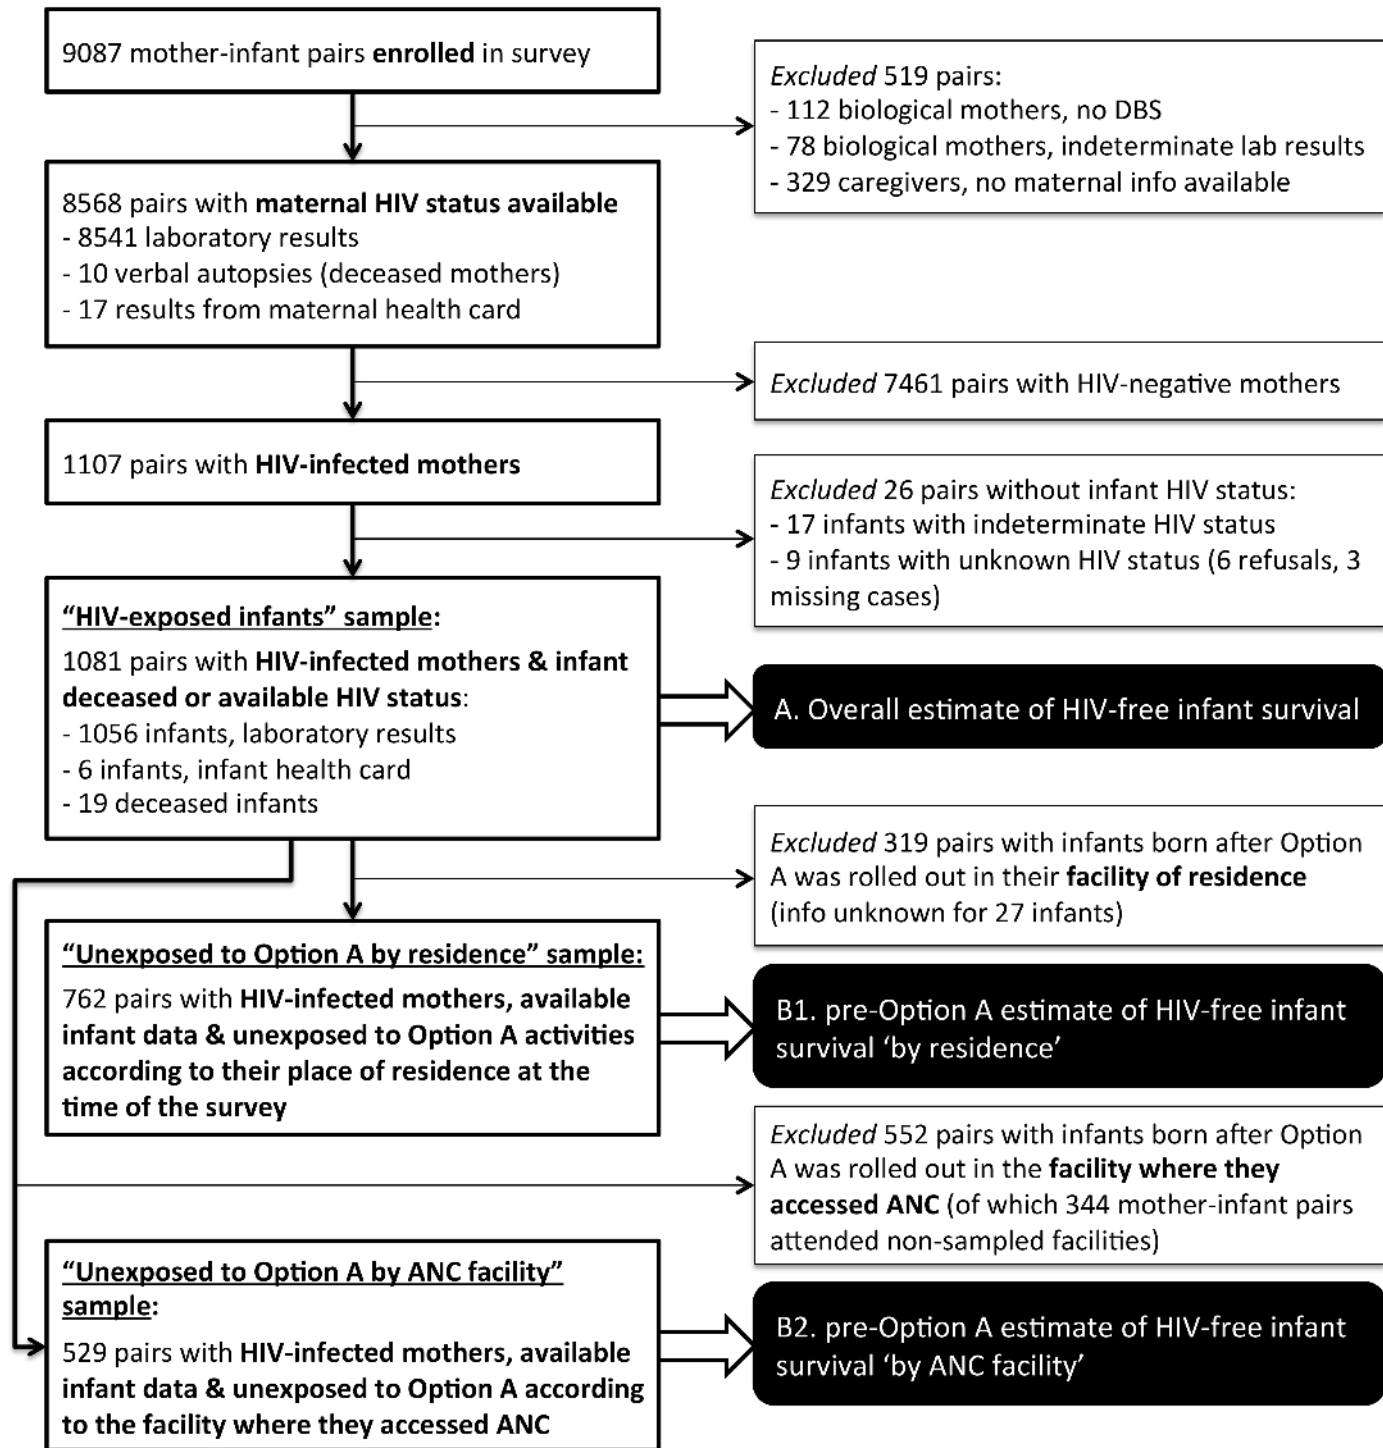 9087 mother-infant pairs enrolled in survey
Excluded 519 pairs:
- 112 biological mothers, no DBS
- 78 biological mothers, indeterminate lab results
- 329 caregivers, no maternal info available
8568 pairs with maternal HIV status available
- 8541 laboratory results
- 10 verbal autopsies (deceased mothers)
- 17 results from maternal health card
Excluded 7461 pairs with HIV-negative mothers
1107 pairs with HIV-infected mothers
Excluded 26 pairs without infant HIV status:
- 17 infants with indeterminate HIV status
- 9 infants with unknown HIV status (6 refusals, 3
missing cases)
“HIV-exposed infants” sample:
1081 pairs with HIV-infected mothers & infant
deceased or available HIV status:
- 1056 infants, laboratory results
- 6 infants, infant health card
- 19 deceased infants
A. Overall estimate of HIV-free infant survival
Excluded 319 pairs with infants born after Option
A was rolled out in their facility of residence
(info unknown for 27 infants)
“Unexposed to Option A by residence” sample:
762 pairs with HIV-infected mothers, available
infant data & unexposed to Option A activities
according to their place of residence at the
time of the survey
B1. pre-Option A estimate of HIV-free infant
survival ‘by residence’
Excluded 552 pairs with infants born after Option
A was rolled out in the facility where they
accessed ANC (of which 344 mother-infant pairs
attended non-sampled facilities)
“Unexposed to Option A by ANC facility”
sample:
529 pairs with HIV-infected mothers, available
infant data & unexposed to Option A according
to the facility where they accessed ANC
B2. pre-Option A estimate of HIV-free infant
survival ‘by ANC facility’